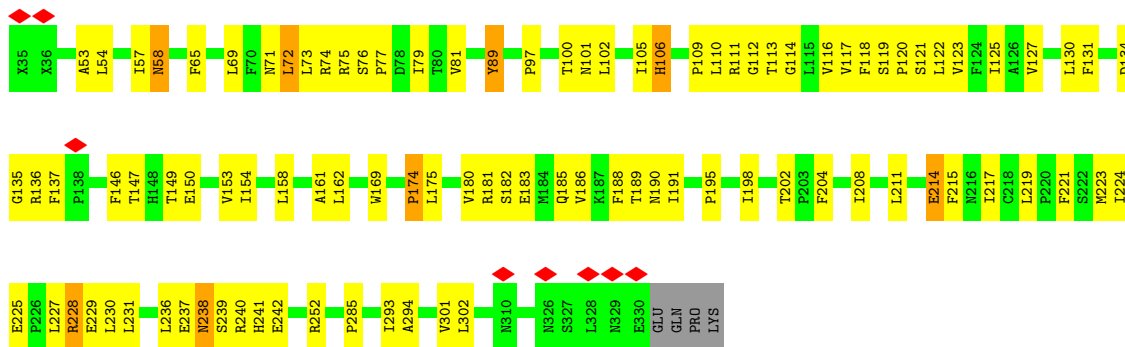 X35 X36 A53 L54 I57 N58 F65 L69 F70 N71 L72 L73 R74 R75 S76 P77 D78 I79 T80 V81 Y89 P97 T100 N101 L102 I105 H106 P109 L110 R111 G112 T113 G114 L115 V116 V117 F118 S119 P120 S121 L122 V123 F124 I125 A126 V127 L130 F131
G135 R136 F137 P138 F146 T147 H148 T149 E150 V153 I154 L158 A161 L162 W169 P174 L175 V180 R181 S182 E183 M184 Q185 V186 K187 F188 T189 N190 I191 P195 I198 T202 P203 F204 I208 L211 E214 F215 N216 I217 C218 L219 P220 F221 S222 M223 I224
E225 P226 L227 R228 E229 L230 L231 L236 E237 N238 S239 R240 H241 E242 R252 P285 I293 A294 V301 L302 N310 N326 S327 L328 N329 E330 GLU GLN PRO LYS